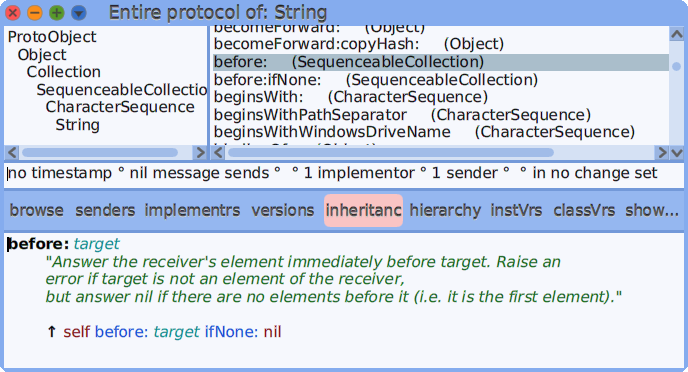 Entire protocol of: String
ProtoObject
Object
Collection
SequenceableCollectio
CharacterSequence
String
becomeForward: (Object)
becomeForward:copyHash: (Object)
before: (SequenceableCollection)
before:ifNone: (SequenceableCollection)
beginsWith: (CharacterSequence)
beginsWithPathSeparator (CharacterSequence)
beginsWithWindowsDriveName (CharacterSequence)
no timestamp ° nil message sends ° ° 1 implementor ° 1 sender ° ° in no change set
browse senders implementrs versions inheritanc hierarchy instVrs classVrs show...
before: target
"Answer the receiver's element immediately before target. Raise an
error if target is not an element of the receiver,
but answer nil if there are no elements before it (i.e. it is the first element)."
↑ self before: target ifNone: nil